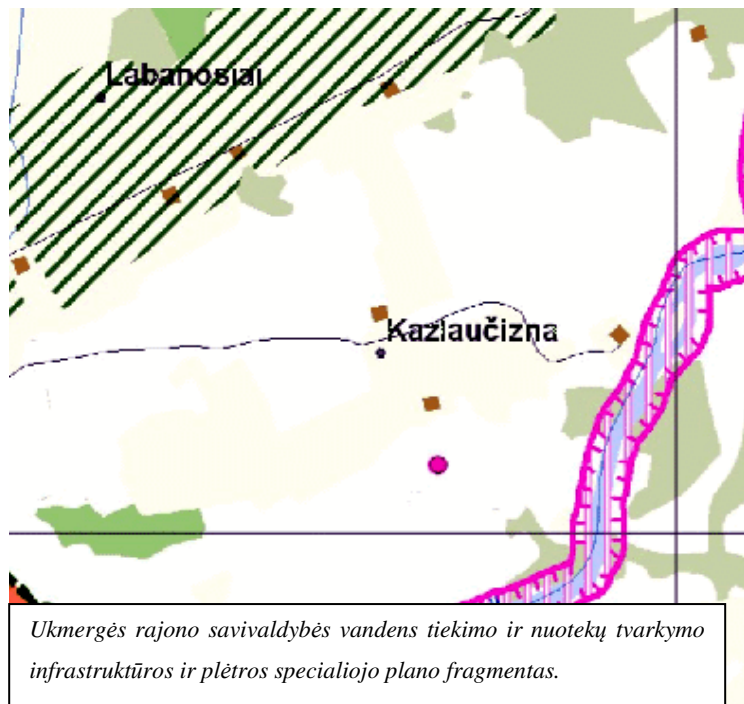 Labanosiai
Kazlaučizna
Ukmergės rajono savivaldybės vandens tiekimo ir nuotekų tvarkymo
infrastruktūros ir plėtros specialiojo plano fragmentas.